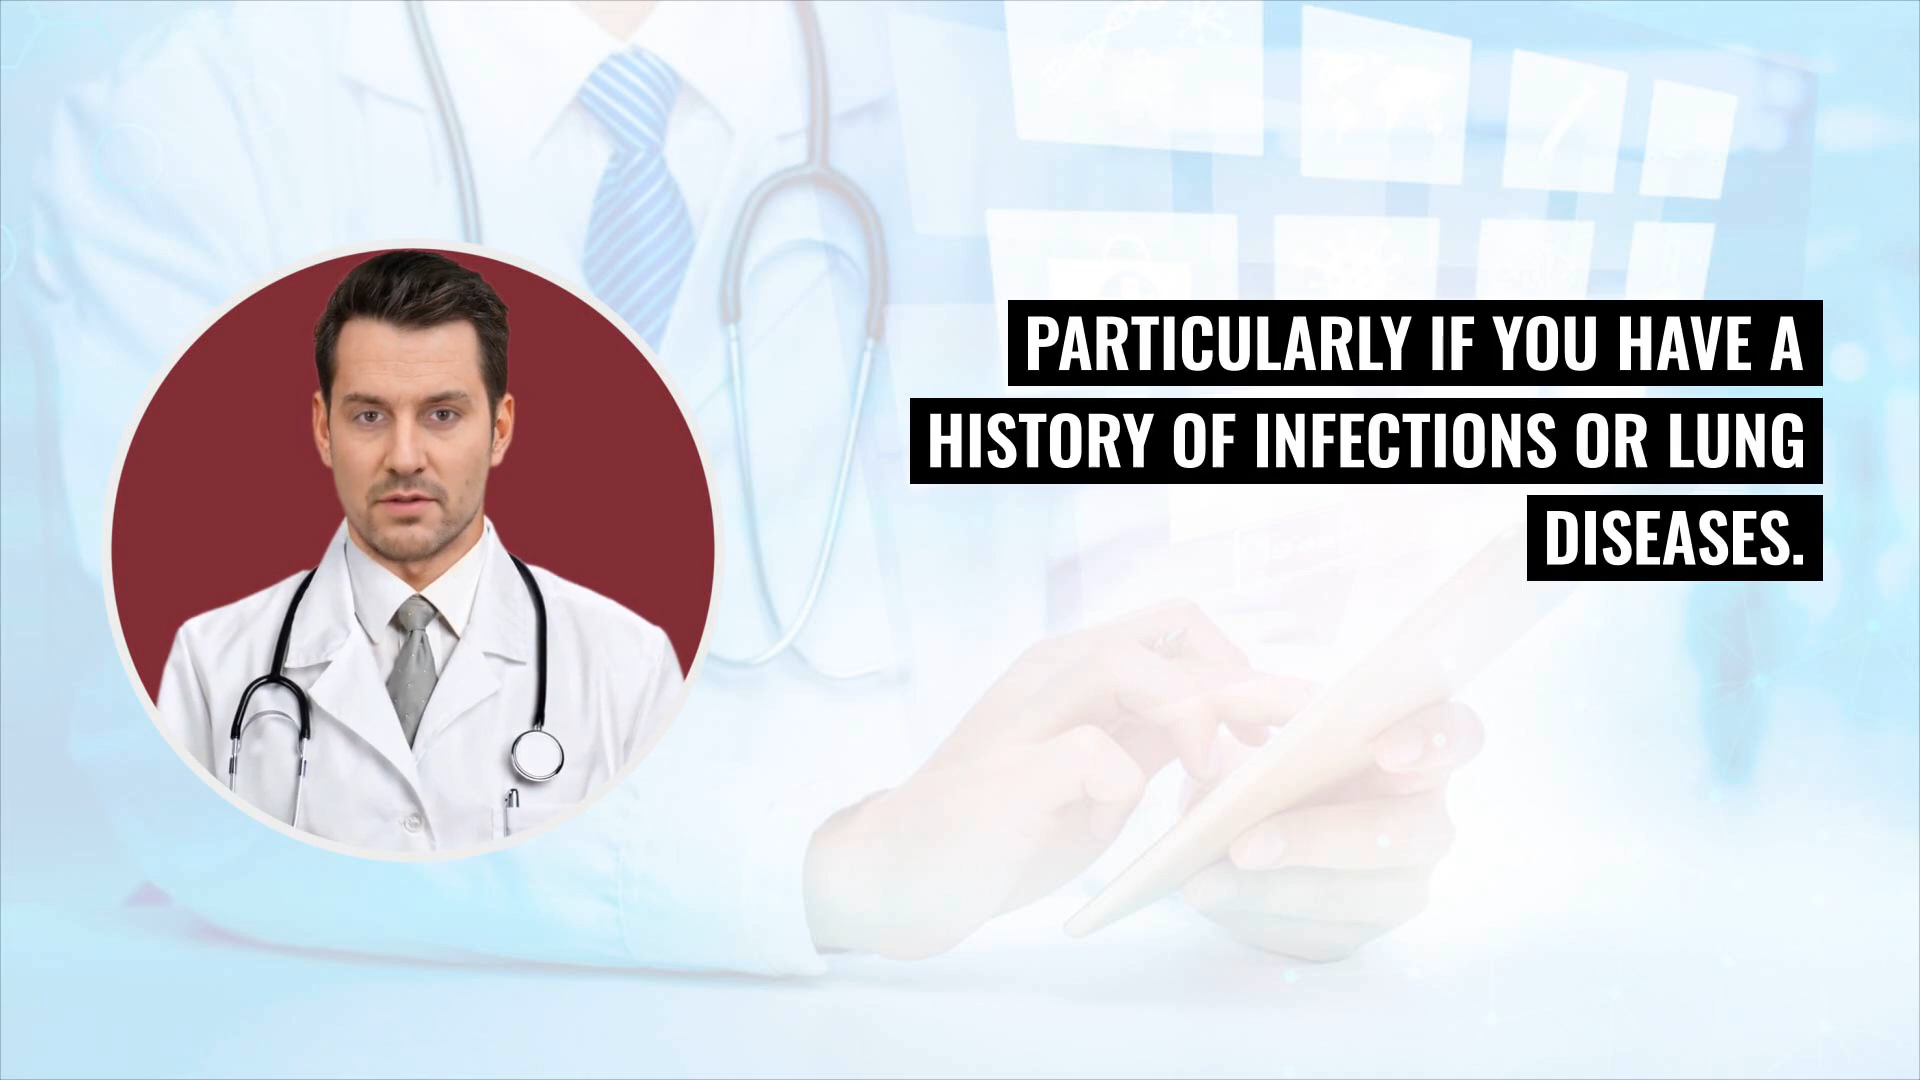 PARTICULARLY IF YOU HAVE A
HISTORY OF INFECTIONS OR LUNG
DISEASES.